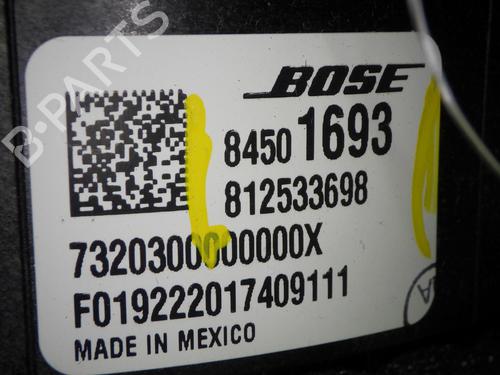 B-PARTS
BOSE
8450 1693
812533698
7320300000000X
F019222017409111
MADE IN MEXICO